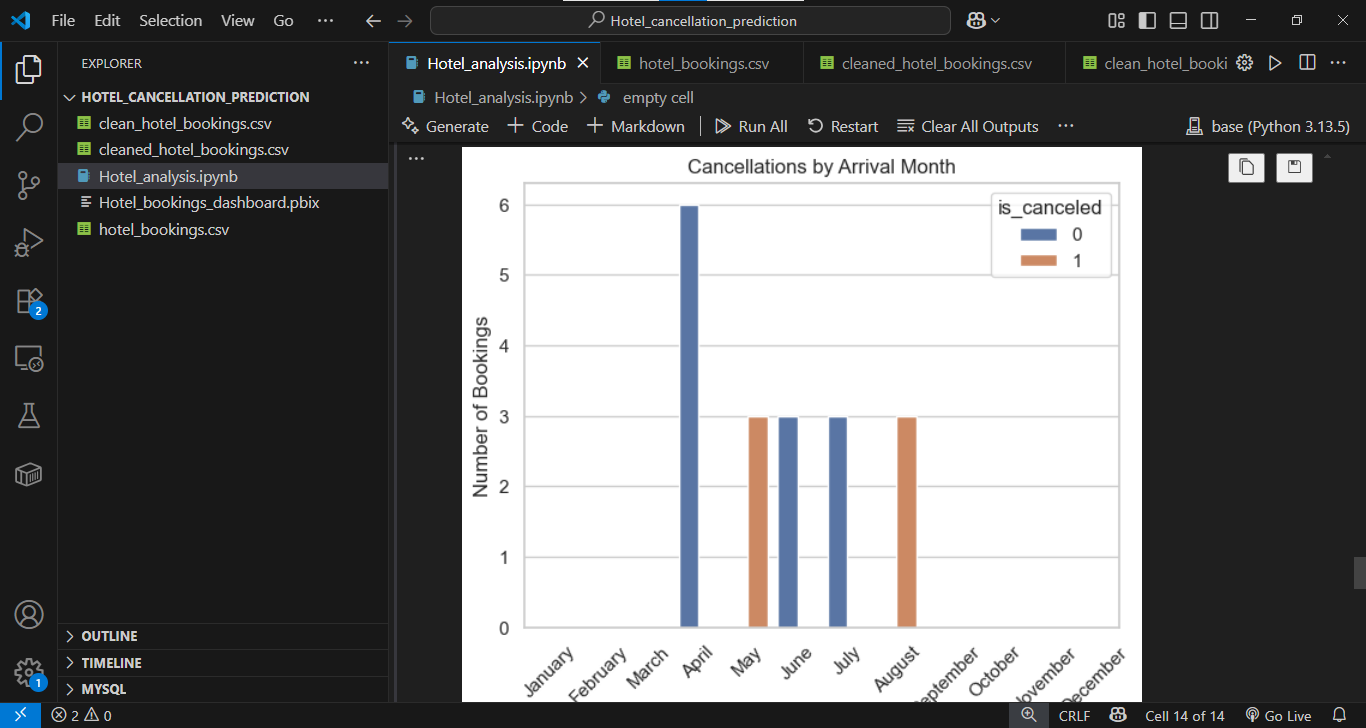 File Edit Selection View Go ··· Hotel_cancellation_prediction
EXPLORER ···
HOTEL_CANCELLATION_PREDICTION
clean_hotel_bookings.csv
cleaned_hotel_bookings.csv
Hotel_analysis.ipynb
Hotel_bookings_dashboard.pbix
hotel_bookings.csv
OUTLINE
TIMELINE
MYSQL
2
1
Hotel_analysis.ipynb hotel_bookings.csv cleaned_hotel_bookings.csv clean_hotel_booki ···
Hotel_analysis.ipynb > empty cell
Generate + Code + Markdown Run All Restart Clear All Outputs ··· base (Python 3.13.5)
···
Cancellations by Arrival Month
is_canceled
0
1
Number of Bookings
6
5
4
3
2
1
0
January
February
March
April
May
June
July
August
eptember
October
ovember
ecember
2 0 CRLF Cell 14 of 14 Go Live